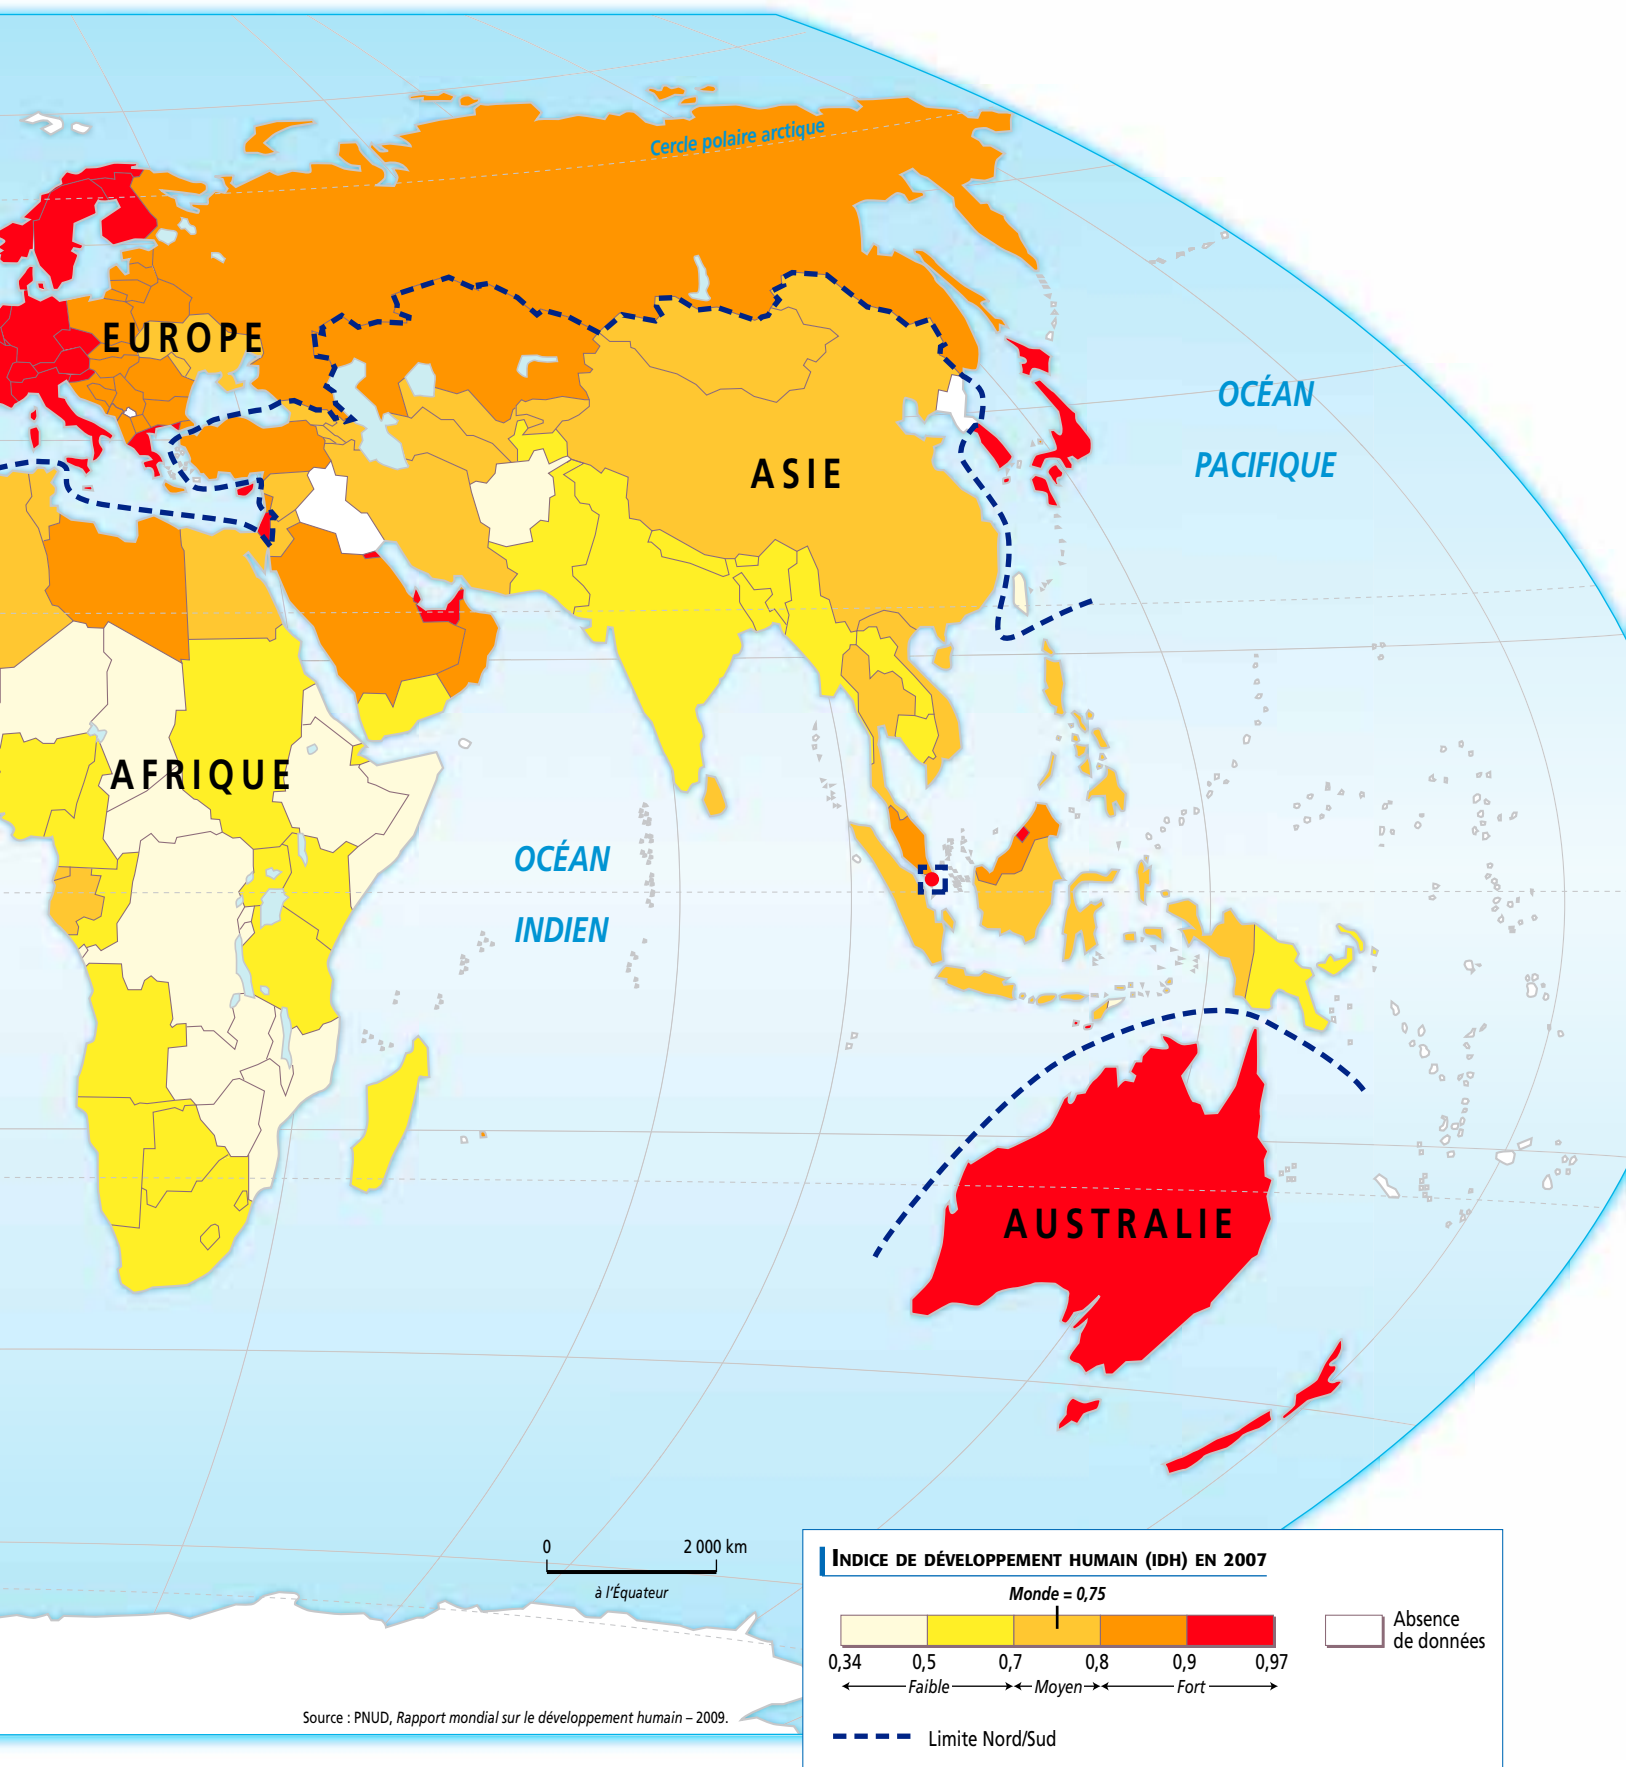 Cercle polaire arctique
EUROPE
OCÉAN
PACIFIQUE
ASIE
AFRIQUE
OCÉAN
INDIEN
AUSTRALIE
0 2 000 km
à l'Équateur
INDICE DE DÉVELOPPEMENT HUMAIN (IDH) EN 2007
Monde = 0,75
0,34 0,5 0,7 0,8 0,9 0,97
Faible Moyen Fort
Absence
de données
Limite Nord/Sud
Source : PNUD, Rapport mondial sur le développement humain – 2009.